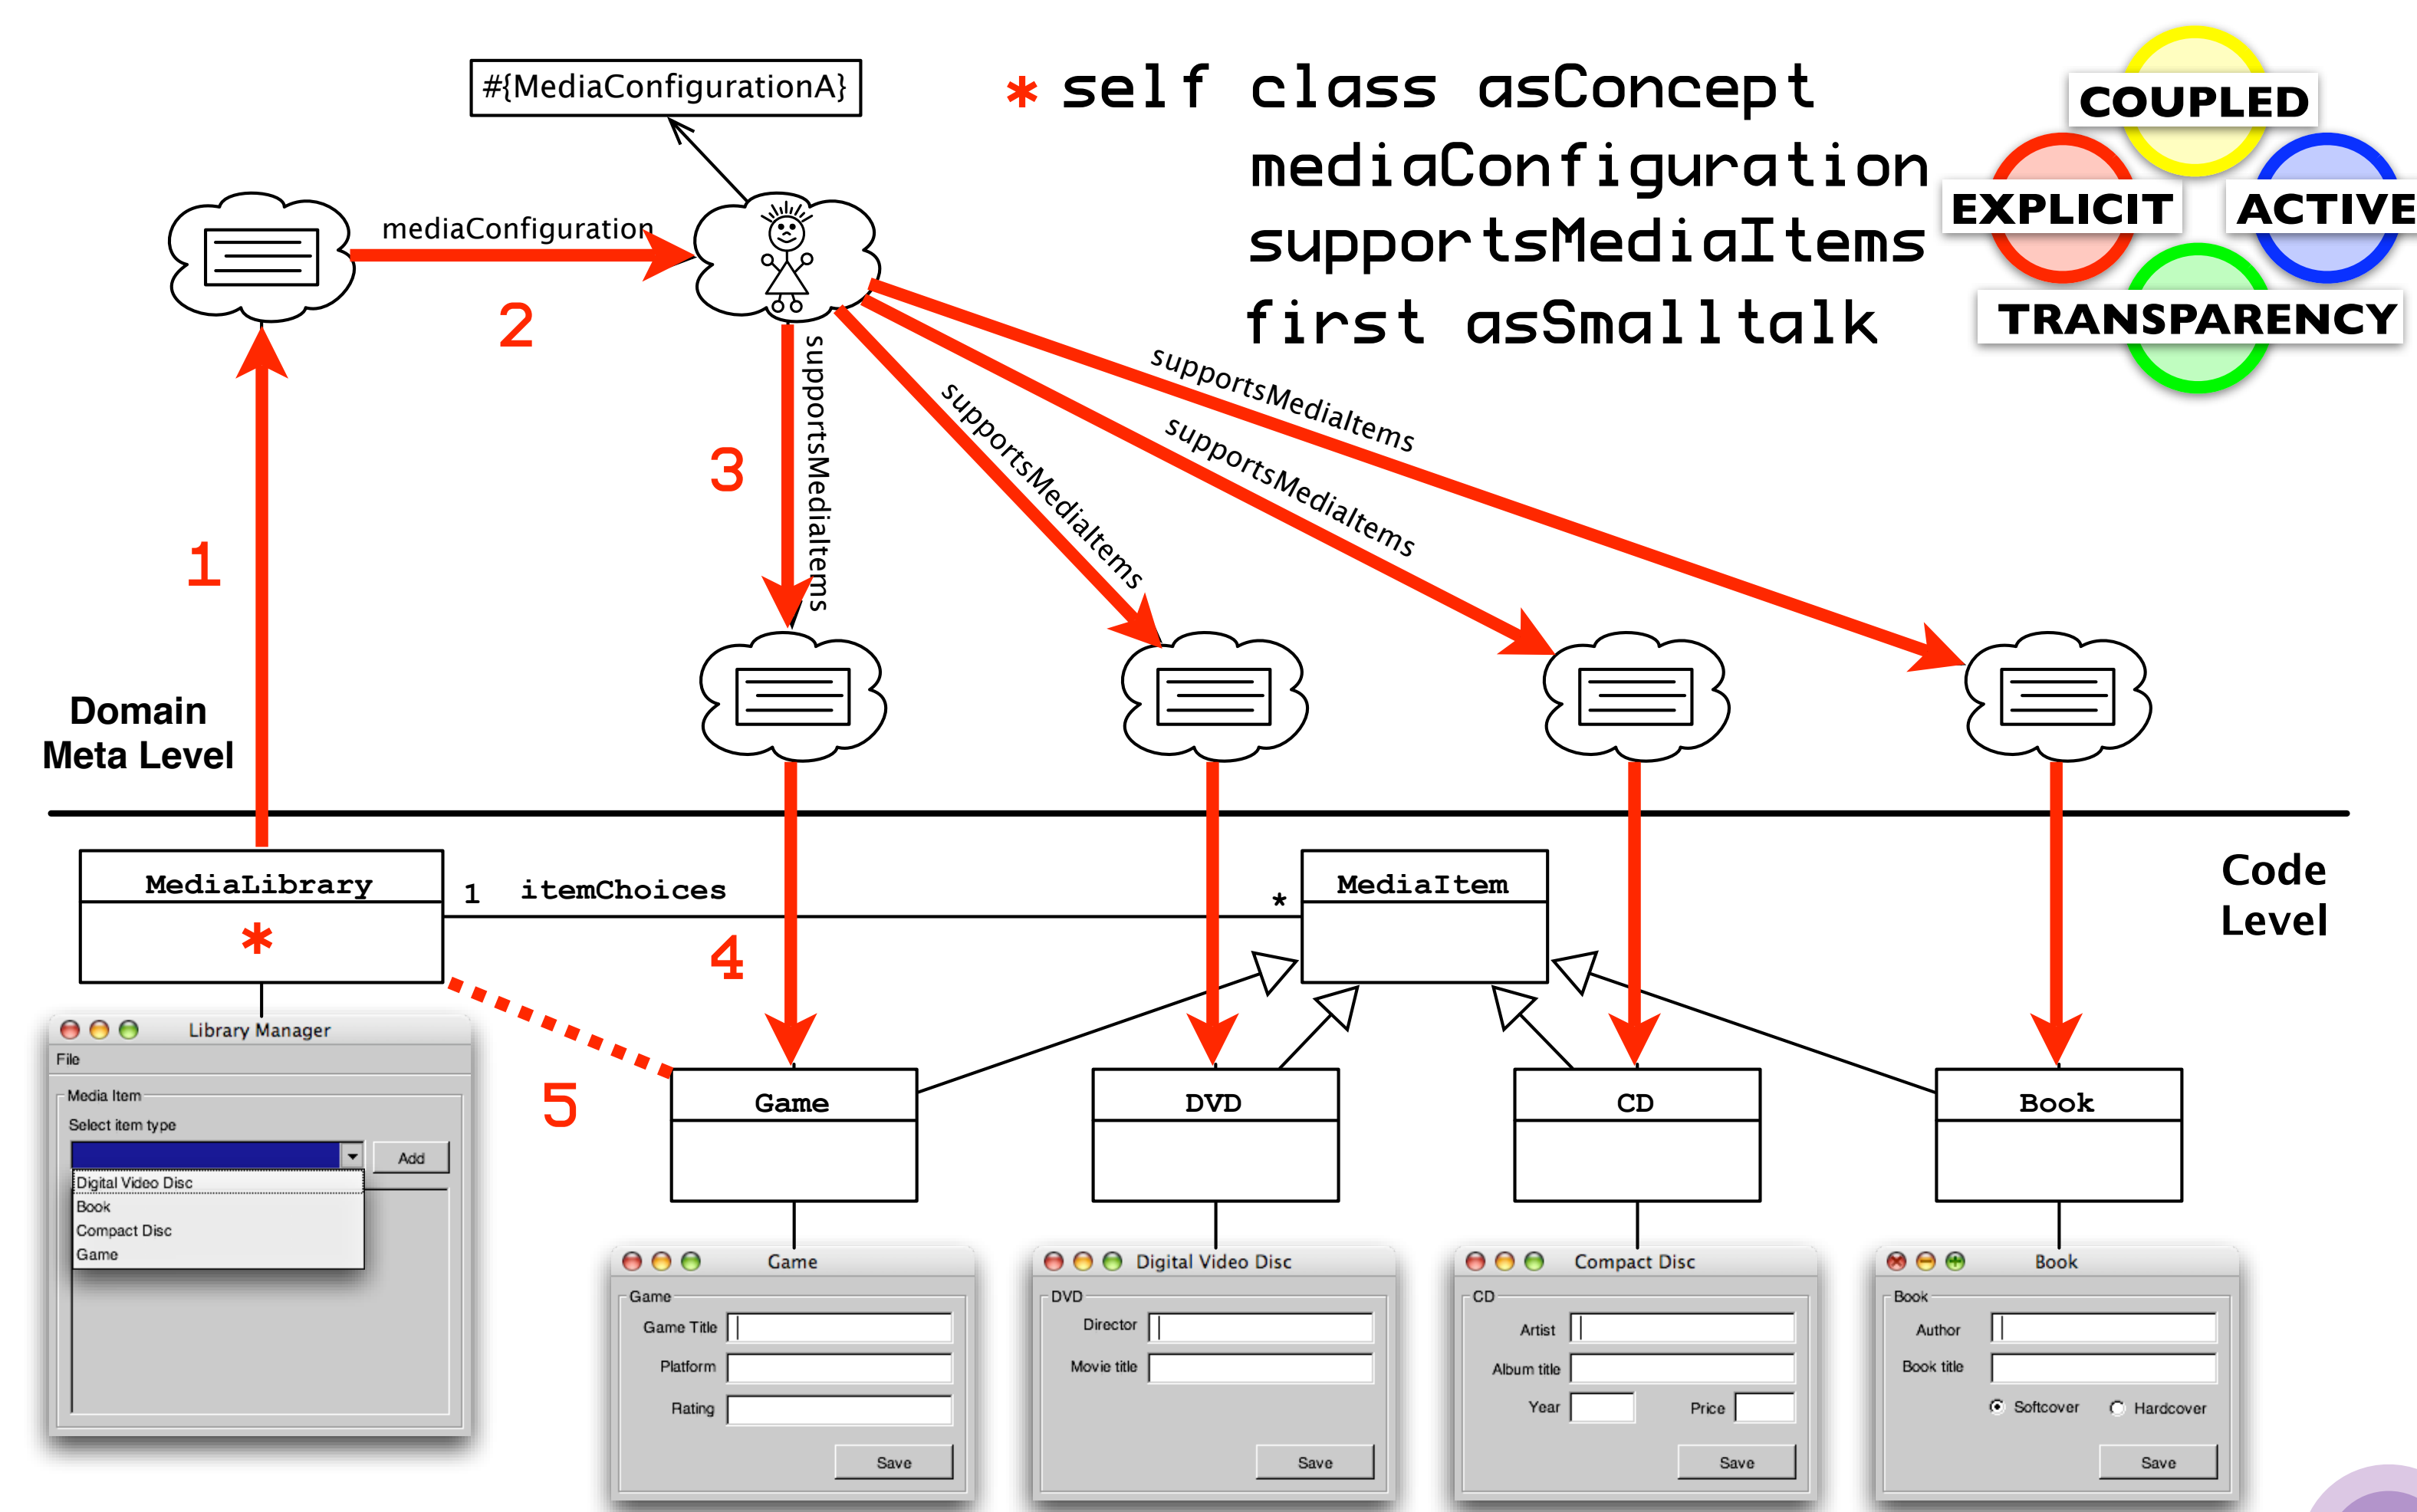 #{MediaConfigurationA}
* self class asConcept
mediaConfiguration
supportsMediaItems
first asSmalltalk
COUPLED
EXPLICIT
ACTIVE
TRANSPARENCY
mediaConfiguration
2
supportsMediaItems
supportsMediaItems
supportsMediaItems
supportsMediaItems
3
1
Domain
Meta Level
Code
Level
MediaLibrary
*
1 itemChoices *
MediaItem
4
5
Game
DVD
CD
Book
Library Manager
File
Media Item
Select item type
Add
Digital Video Disc
Book
Compact Disc
Game
Game
Game
Game Title
Platform
Rating
Save
Digital Video Disc
DVD
Director
Movie title
Save
Compact Disc
CD
Artist
Album title
Year Price
Save
Book
Book
Author
Book title
Softcover Hardcover
Save